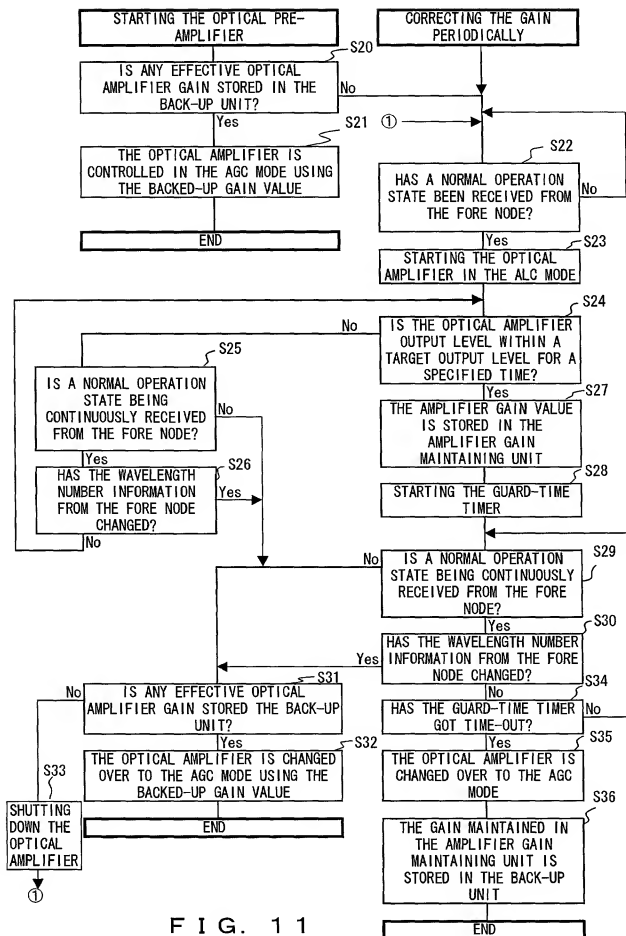 STARTING THE OPTICAL PRE-
AMPLIFIER
CORRECTING THE GAIN
PERIODICALLY
S20
IS ANY EFFECTIVE OPTICAL
AMPLIFIER GAIN STORED IN THE
BACK-UP UNIT?
No
Yes
S21
①
THE OPTICAL AMPLIFIER IS
CONTROLLED IN THE AGC MODE USING
THE BACKED-UP GAIN VALUE
END
S22
HAS A NORMAL OPERATION
STATE BEEN RECEIVED FROM
THE FORE NODE?
No
Yes
S23
STARTING THE OPTICAL
AMPLIFIER IN THE ALC MODE
S24
No
IS THE OPTICAL AMPLIFIER
OUTPUT LEVEL WITHIN A
TARGET OUTPUT LEVEL FOR A
SPECIFIED TIME?
S25
IS A NORMAL OPERATION
STATE BEING
CONTINUOUSLY RECEIVED
FROM THE FORE NODE?
No
Yes
S26
HAS THE WAVELENGTH
NUMBER INFORMATION
FROM THE FORE NODE
CHANGED?
Yes
No
Yes
S27
THE AMPLIFIER GAIN VALUE
IS STORED IN THE
AMPLIFIER GAIN
MAINTAINING UNIT
S28
STARTING THE GUARD-TIME
TIMER
S29
No
IS A NORMAL OPERATION
STATE BEING CONTINUOUSLY
RECEIVED FROM THE FORE
NODE?
Yes
S30
Yes
HAS THE WAVELENGTH NUMBER
INFORMATION FROM THE FORE
NODE CHANGED?
No
S34
S31
No
IS ANY EFFECTIVE OPTICAL
AMPLIFIER GAIN STORED THE BACK-UP
UNIT?
HAS THE GUARD-TIME TIMER
GOT TIME-OUT?
No
Yes
S32
THE OPTICAL AMPLIFIER IS CHANGED
OVER TO THE AGC MODE USING THE
BACKED-UP GAIN VALUE
END
S33
SHUTTING
DOWN THE
OPTICAL
AMPLIFIER
①
Yes
S35
THE OPTICAL AMPLIFIER IS
CHANGED OVER TO THE AGC
MODE
S36
THE GAIN MAINTAINED IN
THE AMPLIFIER GAIN
MAINTAINING UNIT IS
STORED IN THE BACK-UP
UNIT
END
FIG. 11